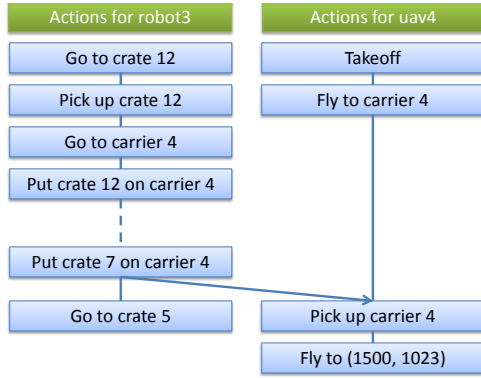 Actions for robot3
Go to crate 12
Pick up crate 12
Go to carrier 4
Put crate 12 on carrier 4
Put crate 7 on carrier 4
Go to crate 5
Actions for uav4
Takeoff
Fly to carrier 4
Pick up carrier 4
Fly to (1500, 1023)